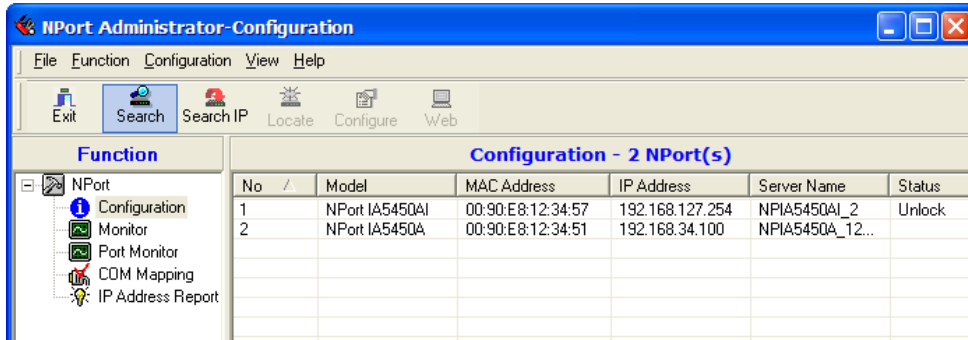 NPort Administrator-Configuration
File Function Configuration View Help
Exit Search Search IP Locate Configure Web
Function
Configuration - 2 NPort(s)
NPort
Configuration
Monitor
Port Monitor
COM Mapping
IP Address Report
No Model MAC Address IP Address Server Name Status
1 NPort IA5450AI 00:90:E8:12:34:57 192.168.127.254 NPIA5450AI_2 Unlock
2 NPort IA5450A 00:90:E8:12:34:51 192.168.34.100 NPIA5450A_12...